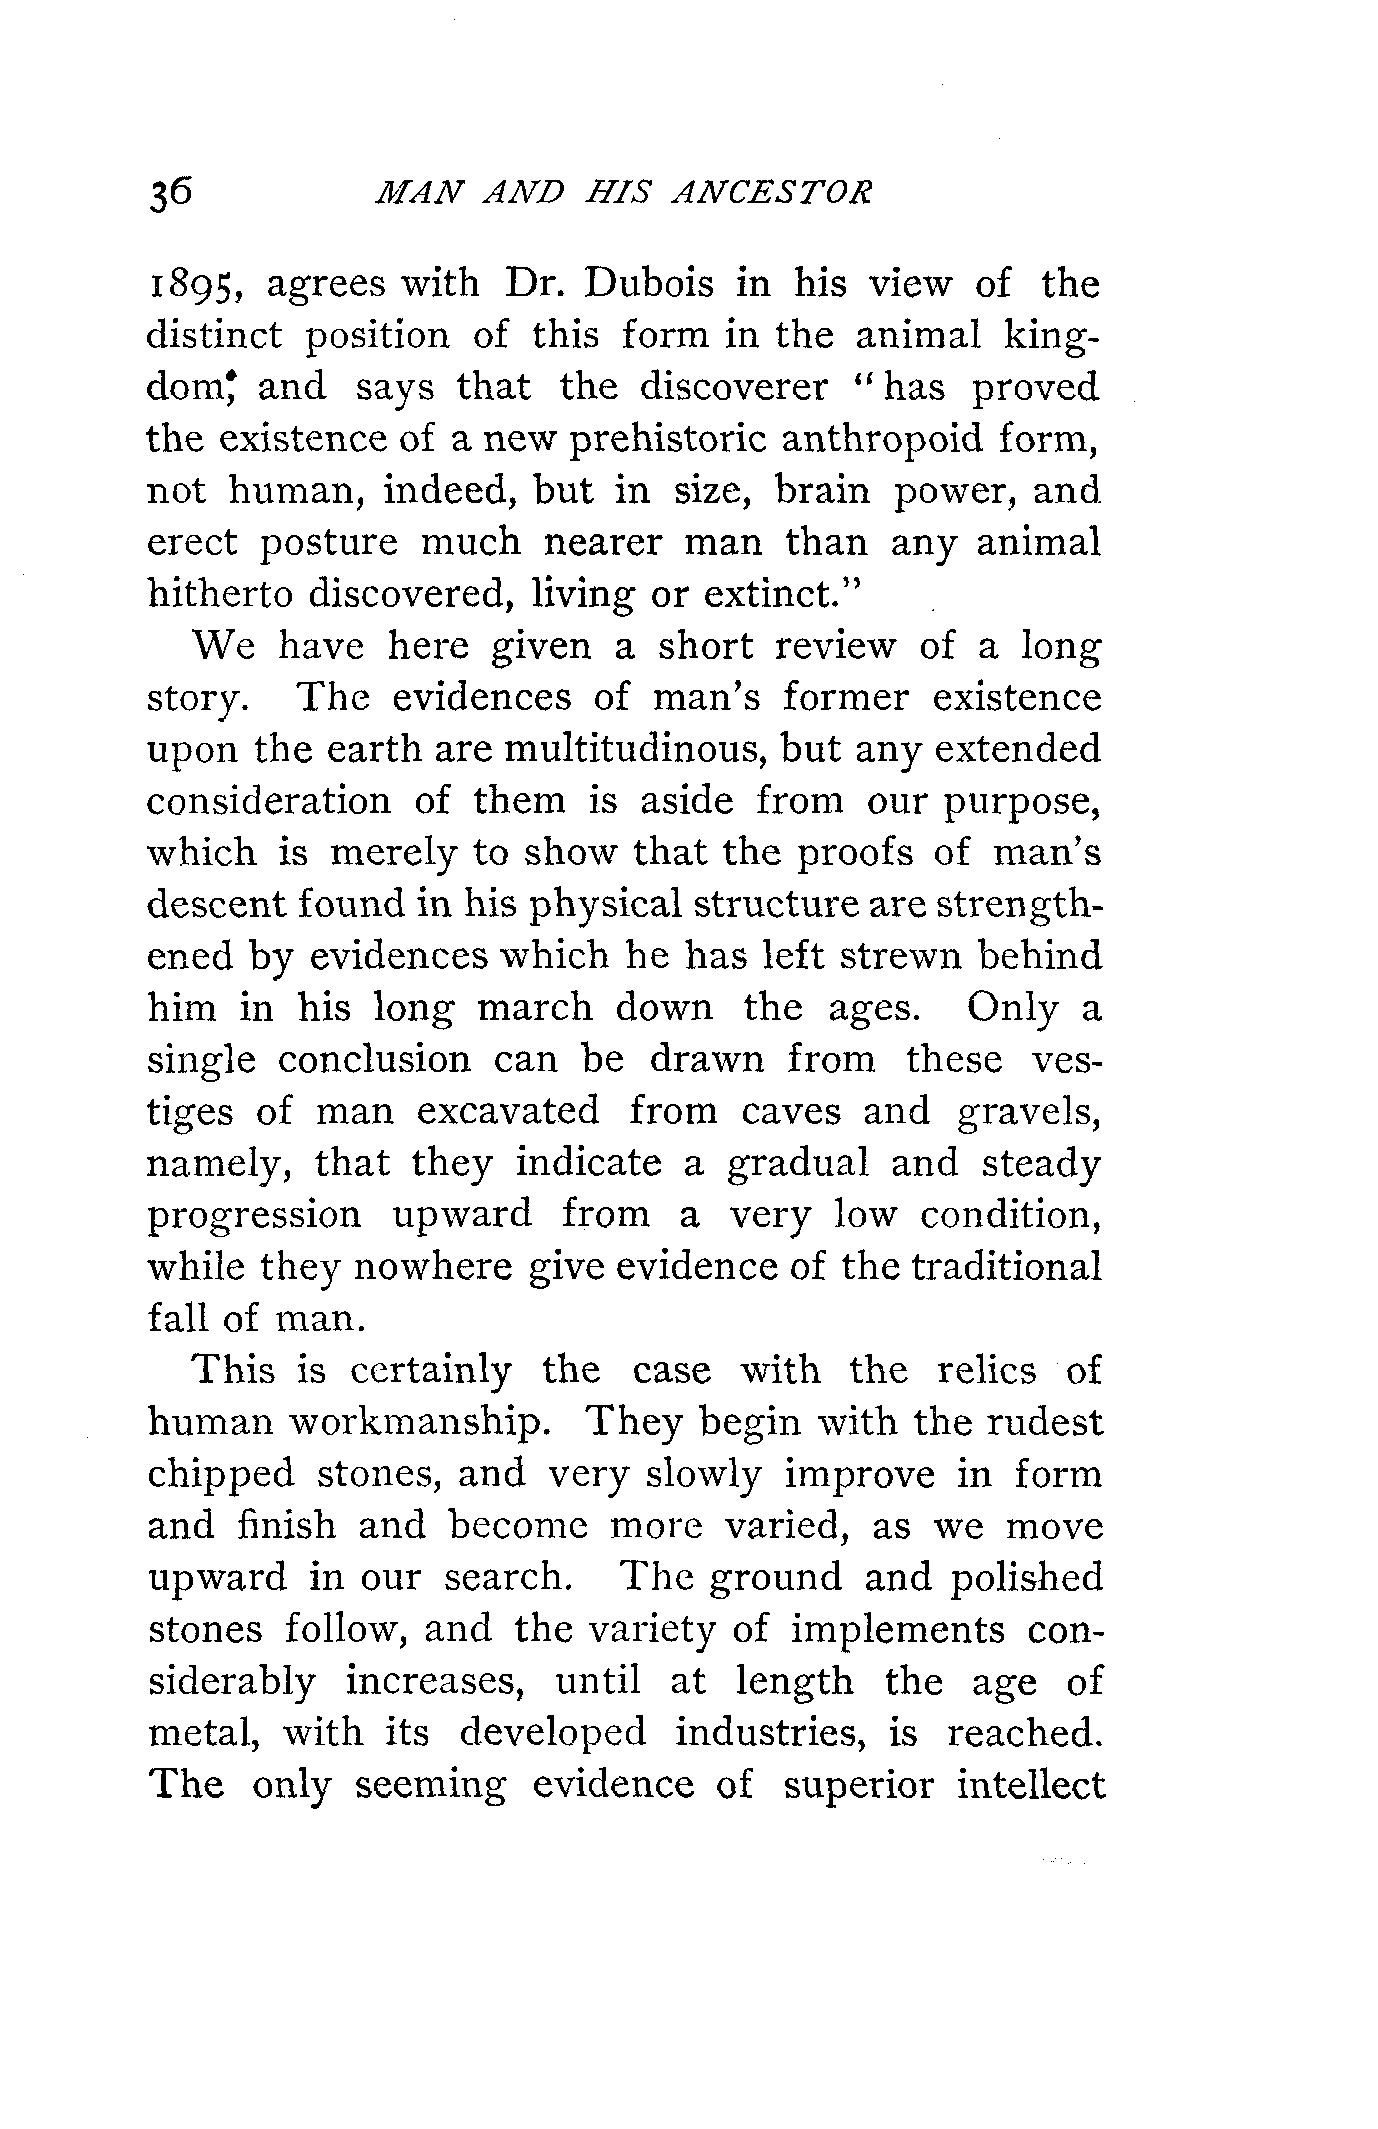 36 MAN AND HIS ANCESTOR
1895, agrees with Dr. Dubois in his view of the
distinct position of this form in the animal king-
dom; and says that the discoverer "has proved
the existence of a new prehistoric anthropoid form,
not human, indeed, but in size, brain power, and
erect posture much nearer man than any animal
hitherto discovered, living or extinct."
We have here given a short review of a long
story. The evidences of man's former existence
upon the earth are multitudinous, but any extended
consideration of them is aside from our purpose,
which is merely to show that the proofs of man's
descent found in his physical structure are strength-
ened by evidences which he has left strewn behind
him in his long march down the ages. Only a
single conclusion can be drawn from these ves-
tiges of man excavated from caves and gravels,
namely, that they indicate a gradual and steady
progression upward from a very low condition,
while they nowhere give evidence of the traditional
fall of man.
This is certainly the case with the relics of
human workmanship. They begin with the rudest
chipped stones, and very slowly improve in form
and finish and become more varied, as we move
upward in our search. The ground and polished
stones follow, and the variety of implements con-
siderably increases, until at length the age of
metal, with its developed industries, is reached.
The only seeming evidence of superior intellect